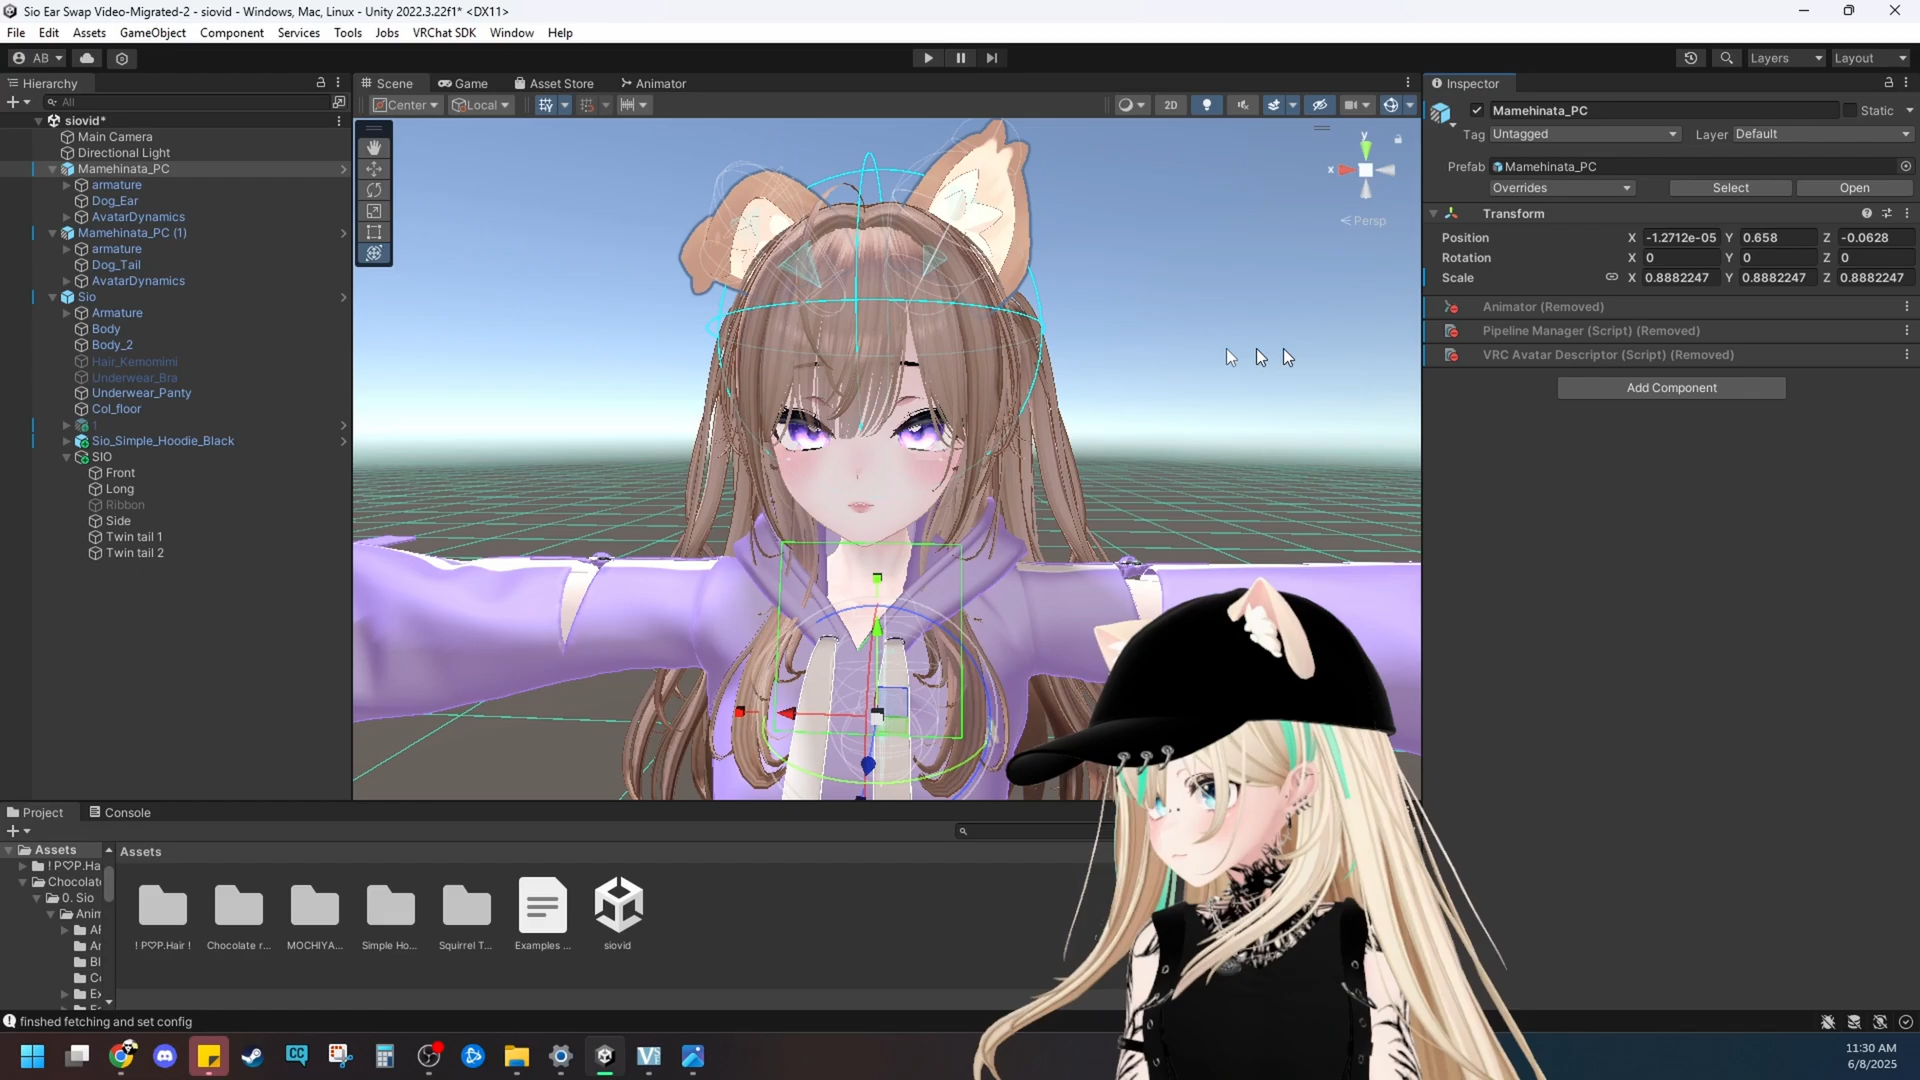 Sio Ear Swap Video-Migrated-2 - siovid - Windows, Mac, Linux - Unity 2022.3.22f1* <DX11>
File Edit Assets GameObject Component Services Tools Jobs VRChat SDK Window Help
AB Layers Layout
Hierarchy
All
siovid*
Main Camera
Directional Light
Mamehinata_PC
armature
Dog_Ear
AvatarDynamics
Mamehinata_PC (1)
armature
Dog_Tail
AvatarDynamics
Sio
Armature
Body
Body_2
Hair_Kemomimi
Underwear_Bra
Underwear_Panty
Col_floor
1
Sio_Simple_Hoodie_Black
SIO
Front
Long
Ribbon
Side
Twin tail 1
Twin tail 2
Scene Game Asset Store Animator
Center Local 2D
y
x
Persp
Inspector
Mamehinata_PC Static
Tag Untagged Layer Default
Prefab Mamehinata_PC
Overrides Select Open
Transform
Position X -1.2712e-05 Y 0.658 Z -0.0628
Rotation X 0 Y 0 Z 0
Scale X 0.8882247 Y 0.8882247 Z 0.8882247
Animator (Removed)
Pipeline Manager (Script) (Removed)
VRC Avatar Descriptor (Script) (Removed)
Add Component
Project Console
Assets
! P♡P.Ha
Chocolat
0. Sio
Anim
Assets
! P♡P.Hair !
Chocolate r...
MOCHIYA...
Simple Ho...
Squirrel T...
Examples ...
siovid
finshed fetching and set config
CC
11:30 AM
6/8/2025